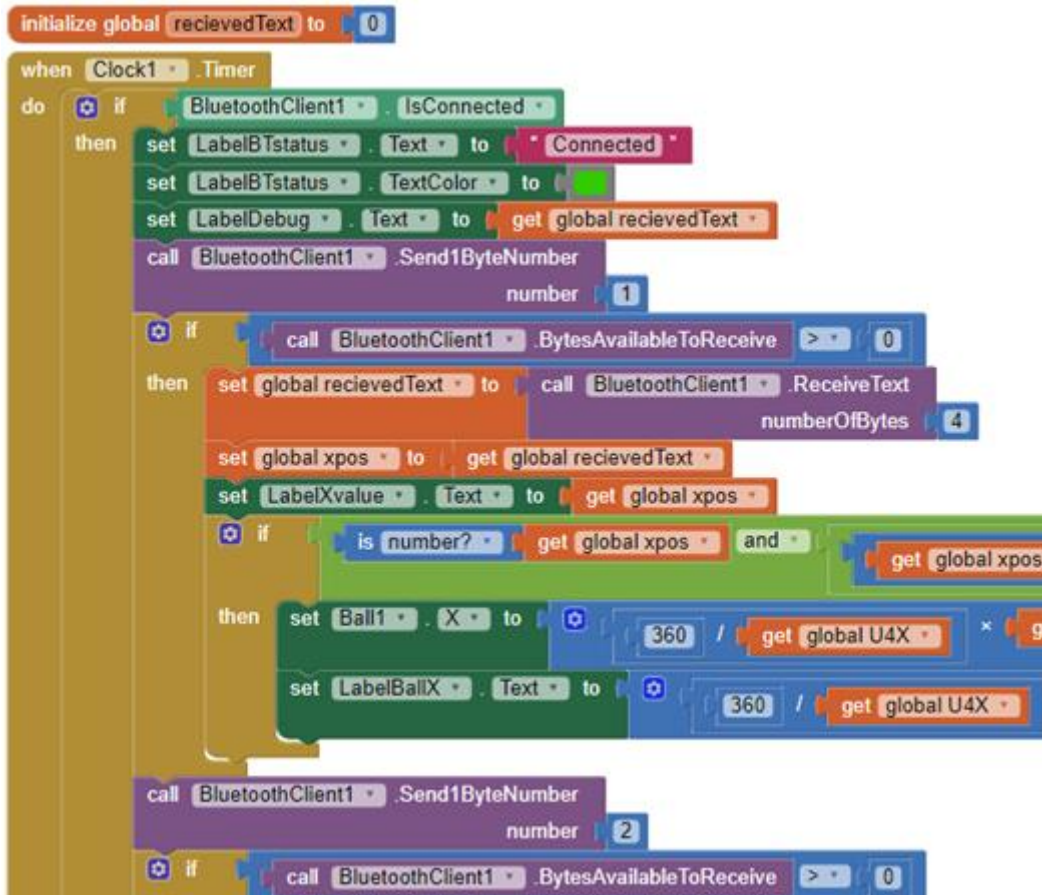 initialize global recievedText to 0
when Clock1 .Timer
do if BluetoothClient1 . IsConnected
then set LabelBTstatus . Text to " Connected "
set LabelBTstatus . TextColor to
set LabelDebug . Text to get global recievedText
call BluetoothClient1 .Send1ByteNumber
number 1
if call BluetoothClient1 .BytesAvailableToReceive > 0
then set global recievedText to call BluetoothClient1 .ReceiveText
numberOfBytes 4
set global xpos to get global recievedText
set LabelXvalue . Text to get global xpos
if is number? get global xpos and get global xpos
then set Ball1 . X to 360 / get global U4X × g
set LabelBallX . Text to 360 / get global U4X
call BluetoothClient1 .Send1ByteNumber
number 2
if call BluetoothClient1 .BytesAvailableToReceive > 0